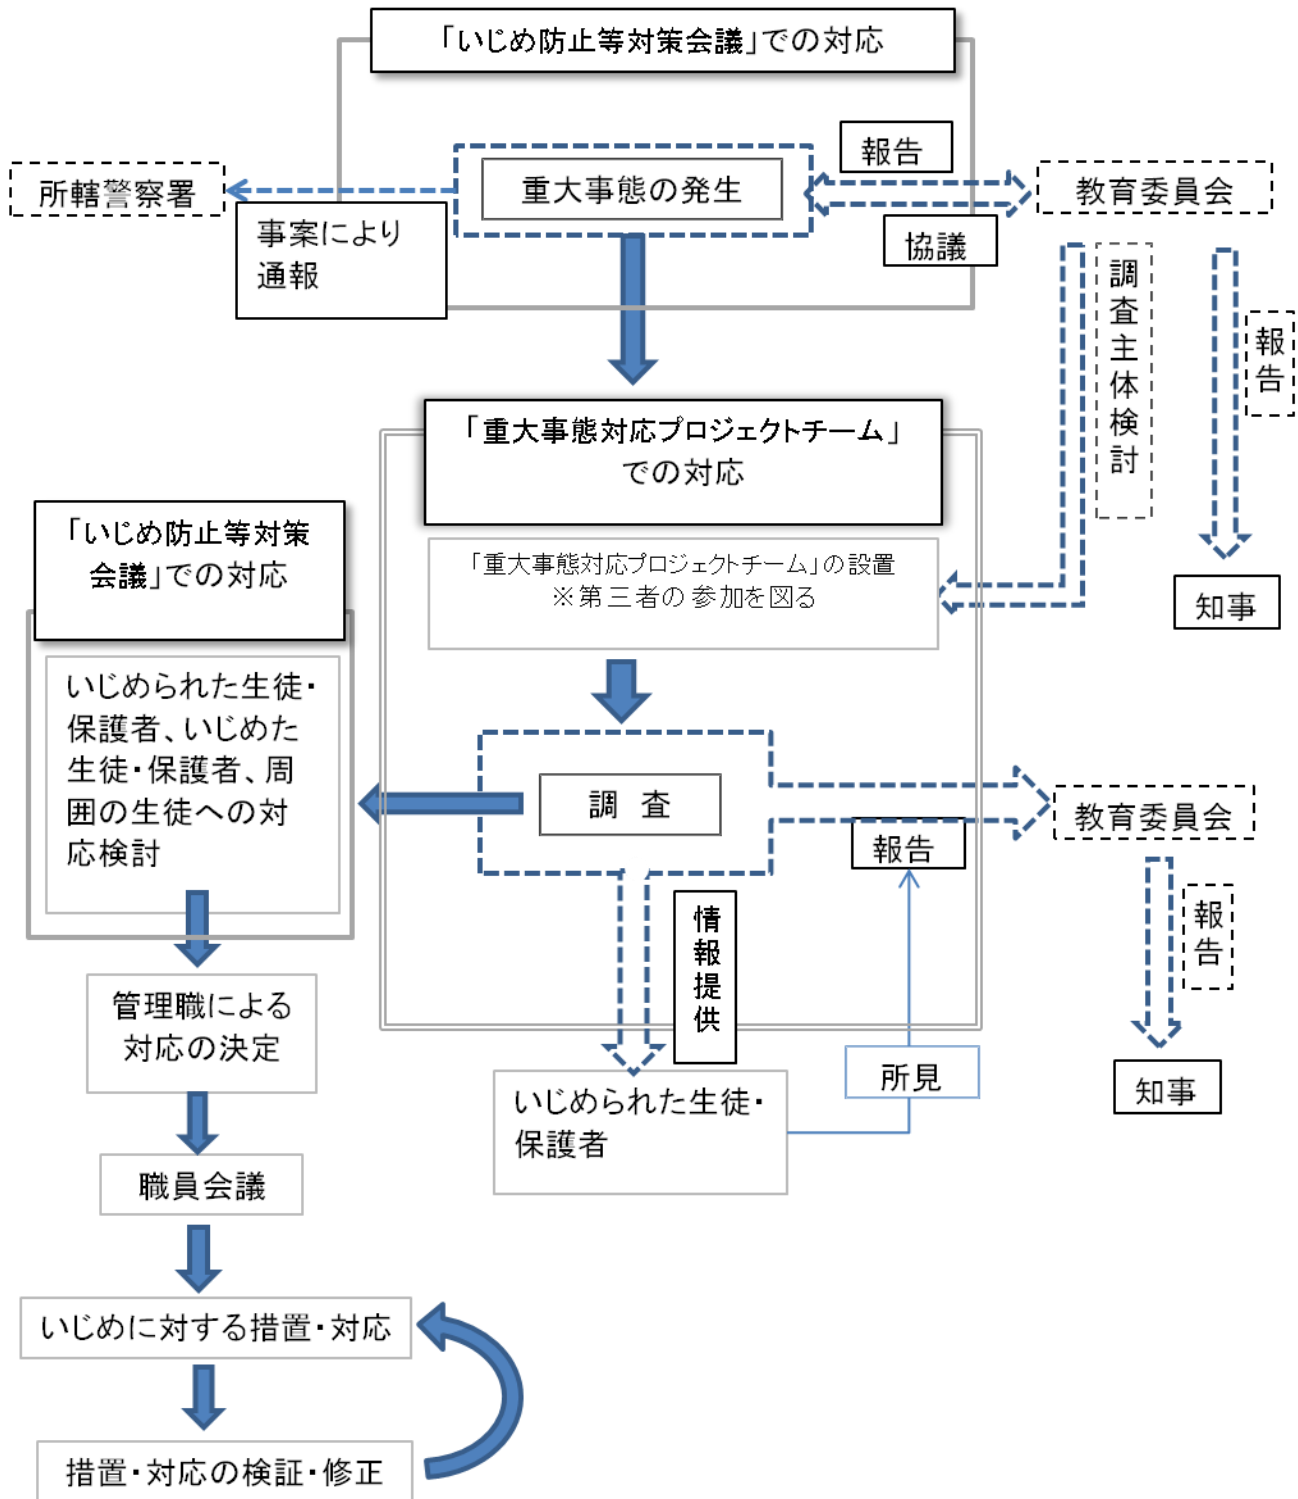 「いじめ防止等対策会議」での対応
報告
重大事態の発生
所轄警察署
教育委員会
事案により
通報
協議
調査主体検討
報告
「重大事態対応プロジェクトチーム」
での対応
「いじめ防止等対策
会議」での対応
「重大事態対応プロジェクトチーム」の設置
※第三者の参加を図る
知事
いじめられた生徒・
保護者、いじめた
生徒・保護者、周
囲の生徒への対
応検討
調 査
教育委員会
報告
情報提供
報告
管理職による
対応の決定
所見
知事
いじめられた生徒・
保護者
職員会議
いじめに対する措置・対応
措置・対応の検証・修正